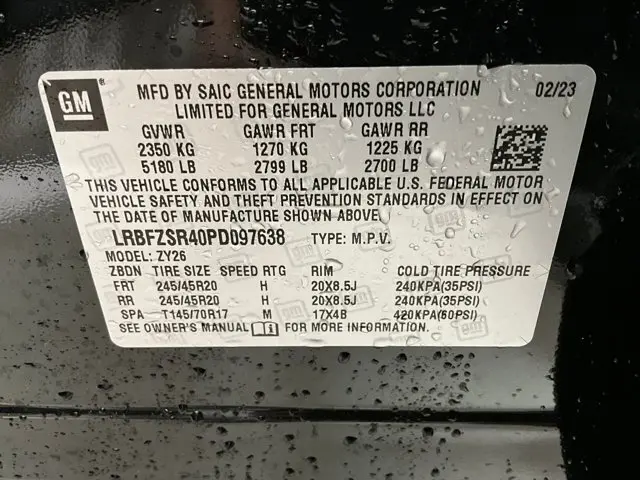 GM ®
MFD BY SAIC GENERAL MOTORS CORPORATION 02/23
LIMITED FOR GENERAL MOTORS LLC
GVWR GAWR FRT GAWR RR
2350 KG 1270 KG 1225 KG
5180 LB 2799 LB 2700 LB
THIS VEHICLE CONFORMS TO ALL APPLICABLE U.S. FEDERAL MOTOR
VEHICLE SAFETY AND THEFT PREVENTION STANDARDS IN EFFECT ON
THE DATE OF MANUFACTURE SHOWN ABOVE.
LRBFZSR40PD097638 TYPE: M.P.V.
MODEL: ZY26
ZBDN TIRE SIZE SPEED RTG RIM COLD TIRE PRESSURE
FRT 245/45R20 H 20X8.5J 240KPA(35PSI)
RR 245/45R20 H 20X8.5J 240KPA(35PSI)
SPA T145/70R17 M 17X4B 420KPA(60PSI)
SEE OWNER'S MANUAL FOR MORE INFORMATION.